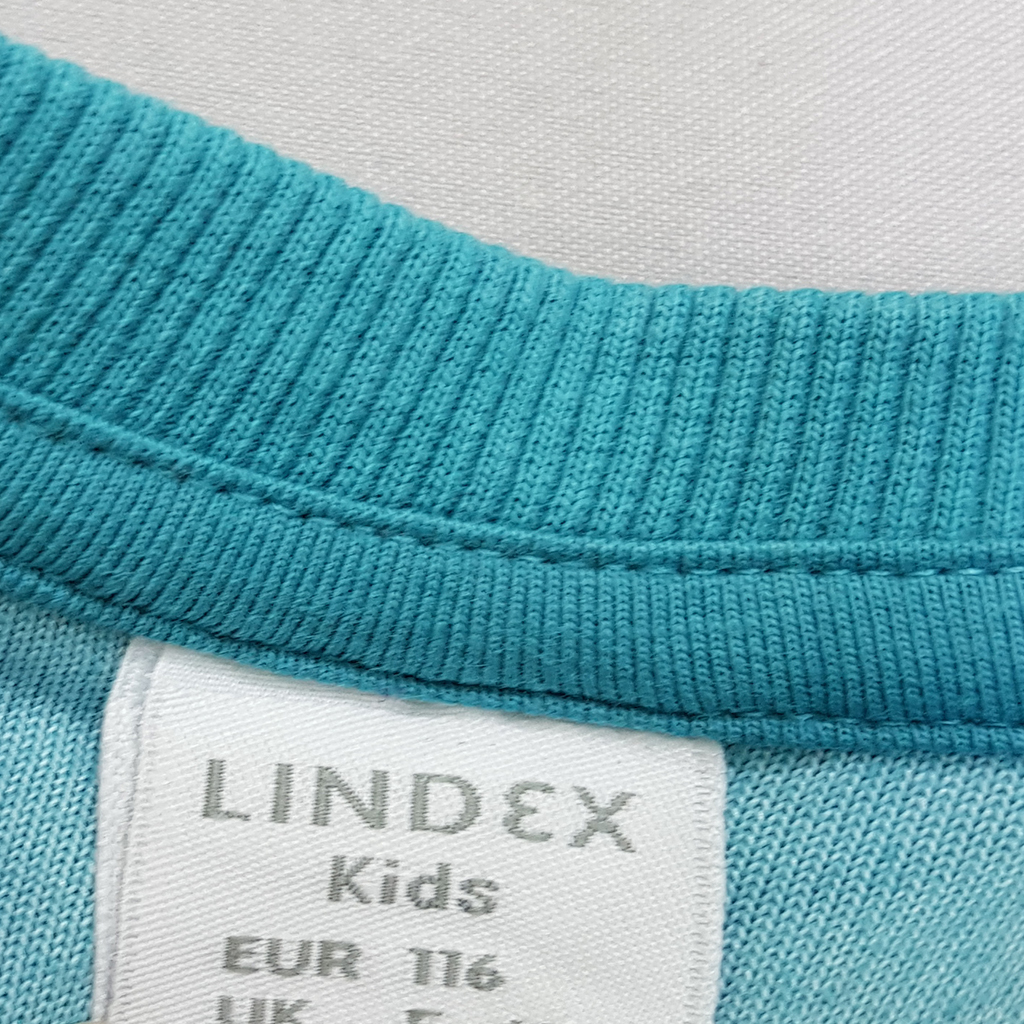 LINDEX
Kids
EUR 116
UK